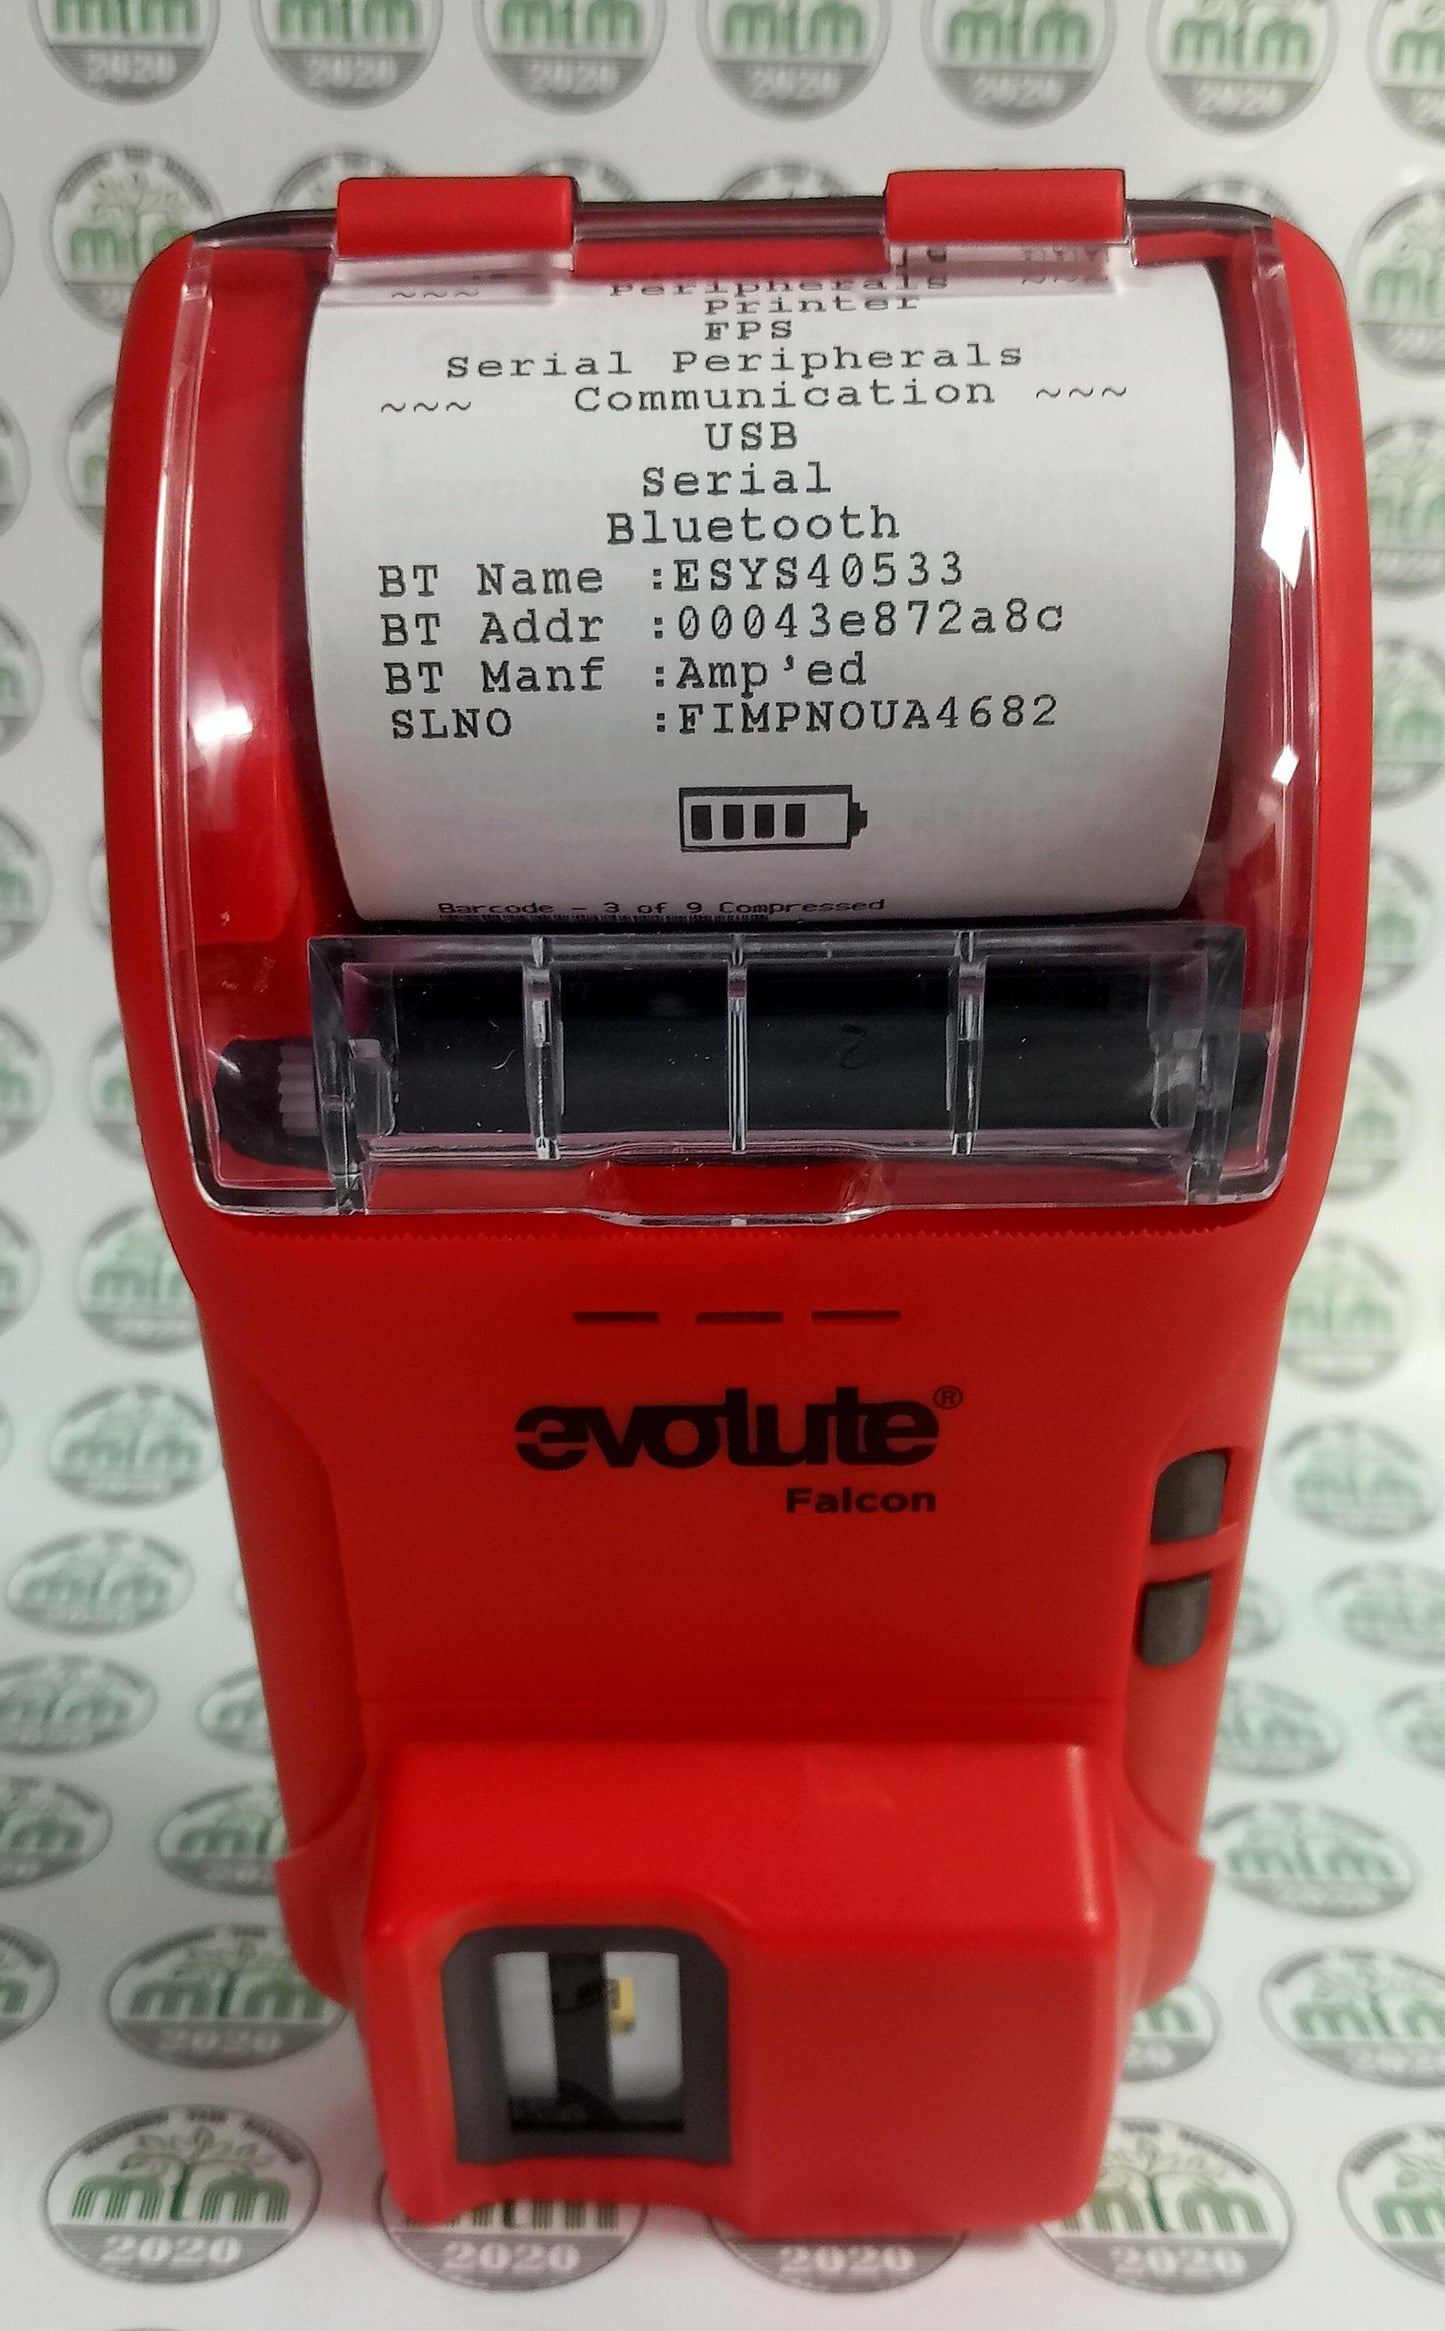 ~~~ Peripherals ~~~
Printer
FPS
Serial Peripherals
~~~ Communication ~~~
USB
Serial
Bluetooth
BT Name :ESYS40533
BT Addr :00043e872a8c
BT Manf :Amp'ed
SLNO :FIMPNOUA4682
Barcode - 3 of 9 Compressed
evolute®
Falcon
mtm
2020